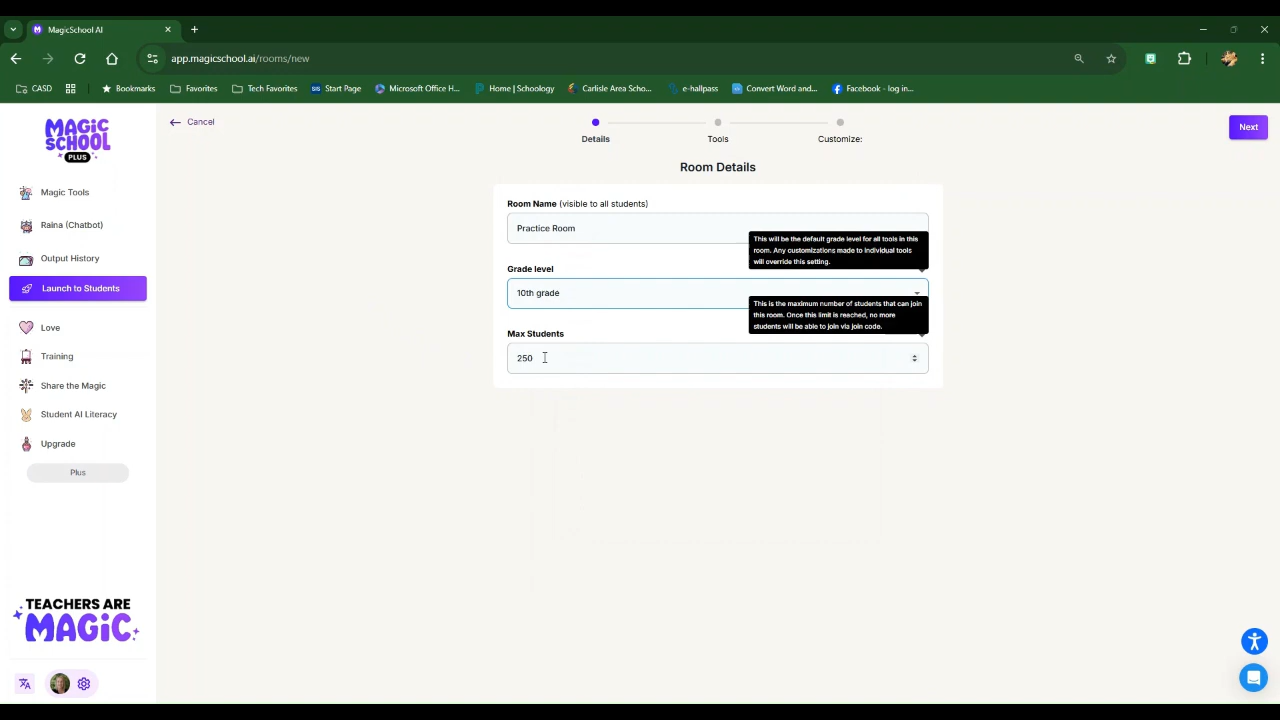 MagicSchool AI
app.magicschool.ai/rooms/new
CASD
Bookmarks
Favorites
Tech Favorites
SIS Start Page
Microsoft Office H...
Home | Schoology
Carlisle Area Scho...
e-hallpass
Convert Word and...
Facebook - log in...
MAGIC
SCHOOL
PLUS
Magic Tools
Raina (Chatbot)
Output History
Launch to Students
Love
Training
Share the Magic
Student AI Literacy
Upgrade
Plus
TEACHERS ARE
MAGIC
Cancel
Details
Tools
Customize:
Next
Room Details
Room Name (visible to all students)
Practice Room
This will be the default grade level for all tools in this
room. Any customizations made to individual tools
will override this setting.
Grade level
10th grade
This is the maximum number of students that can join
this room. Once this limit is reached, no more
students will be able to join via join code.
Max Students
250